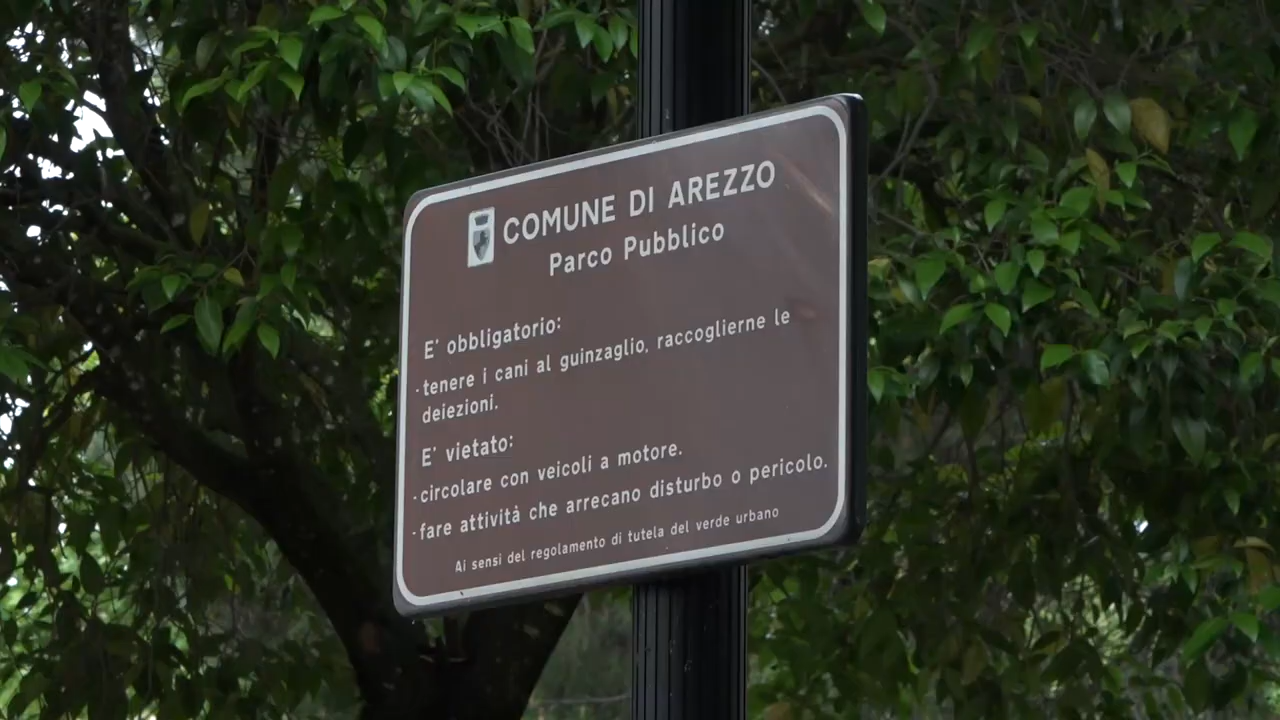 COMUNE DI AREZZO
Parco Pubblico
E' obbligatorio:
- tenere i cani al guinzaglio, raccoglierne le
deiezioni.
E' vietato:
- circolare con veicoli a motore.
- fare attività che arrecano disturbo o pericolo.
Ai sensi del regolamento di tutela del verde urbano